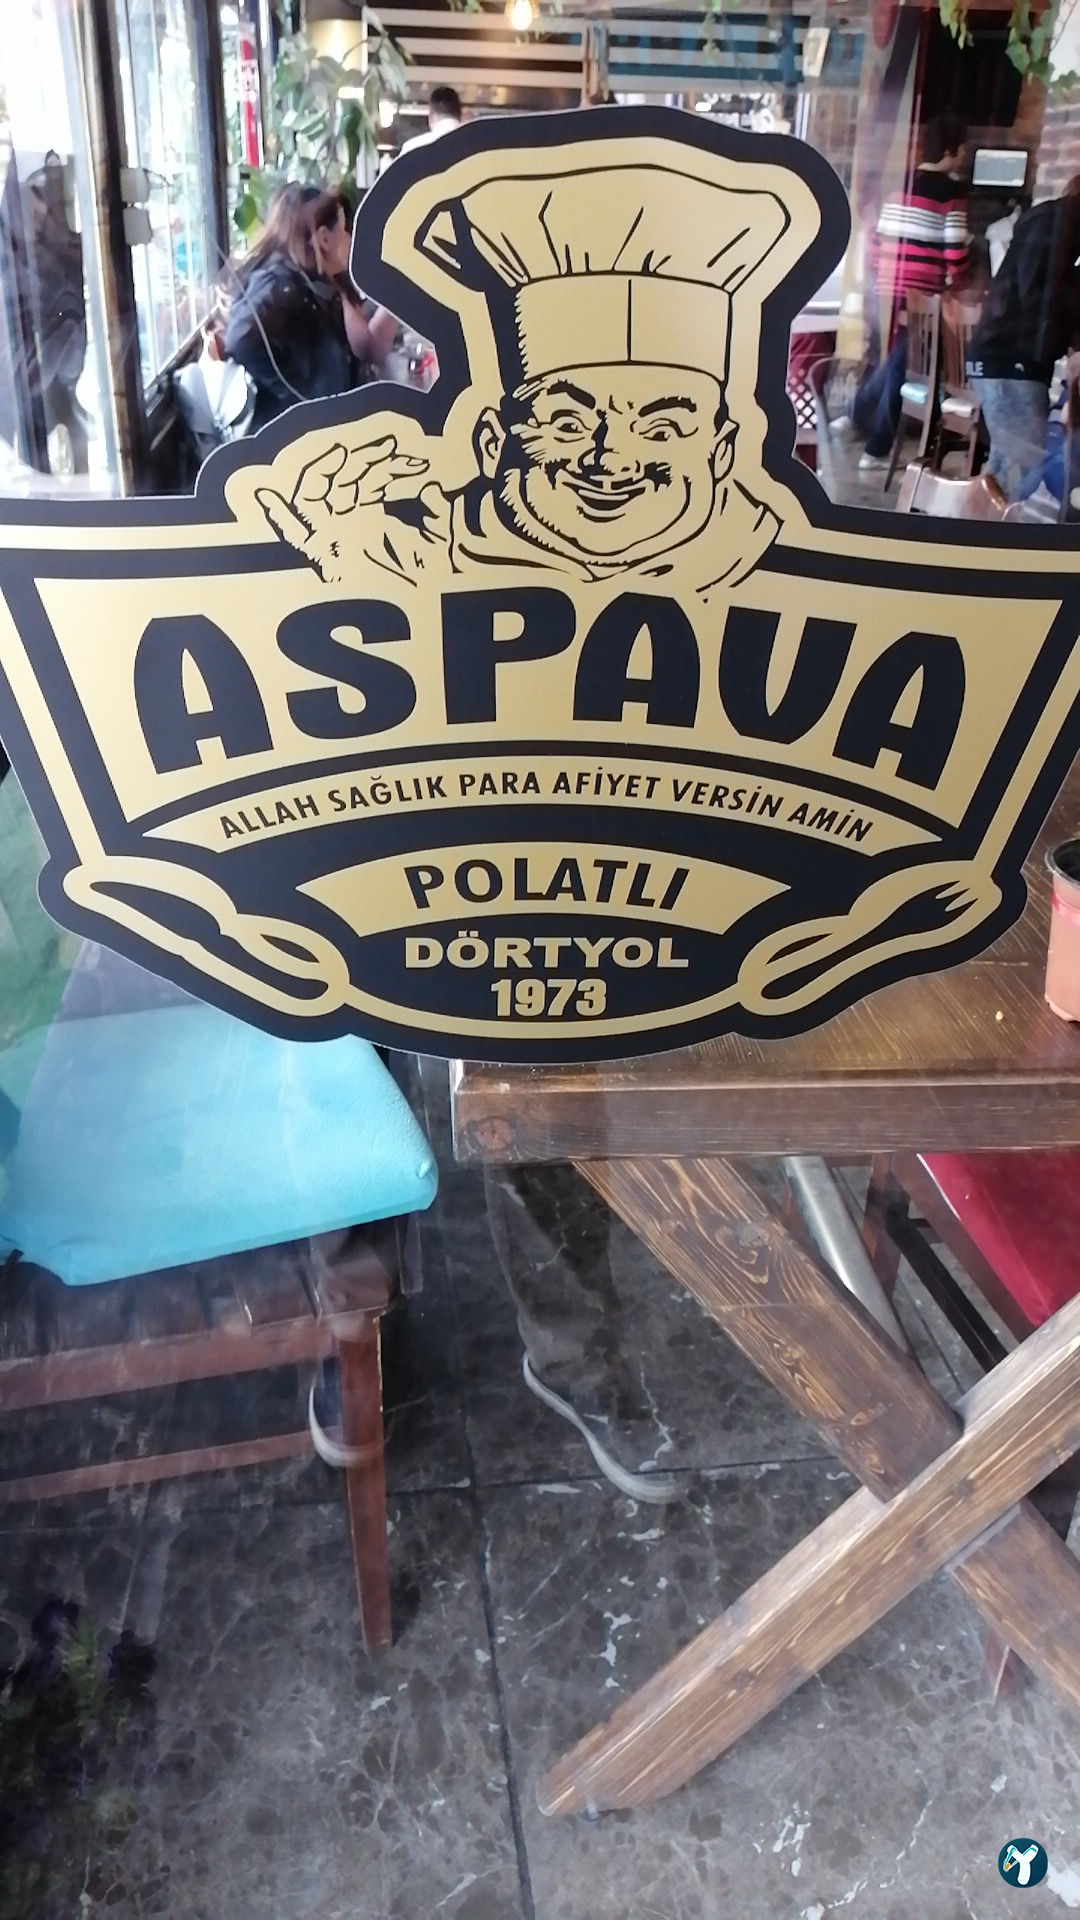 ASPAVA
ALLAH SAĞLIK PARA AFİYET VERSİN AMİN
POLATLI
DÖRTYOL
1973